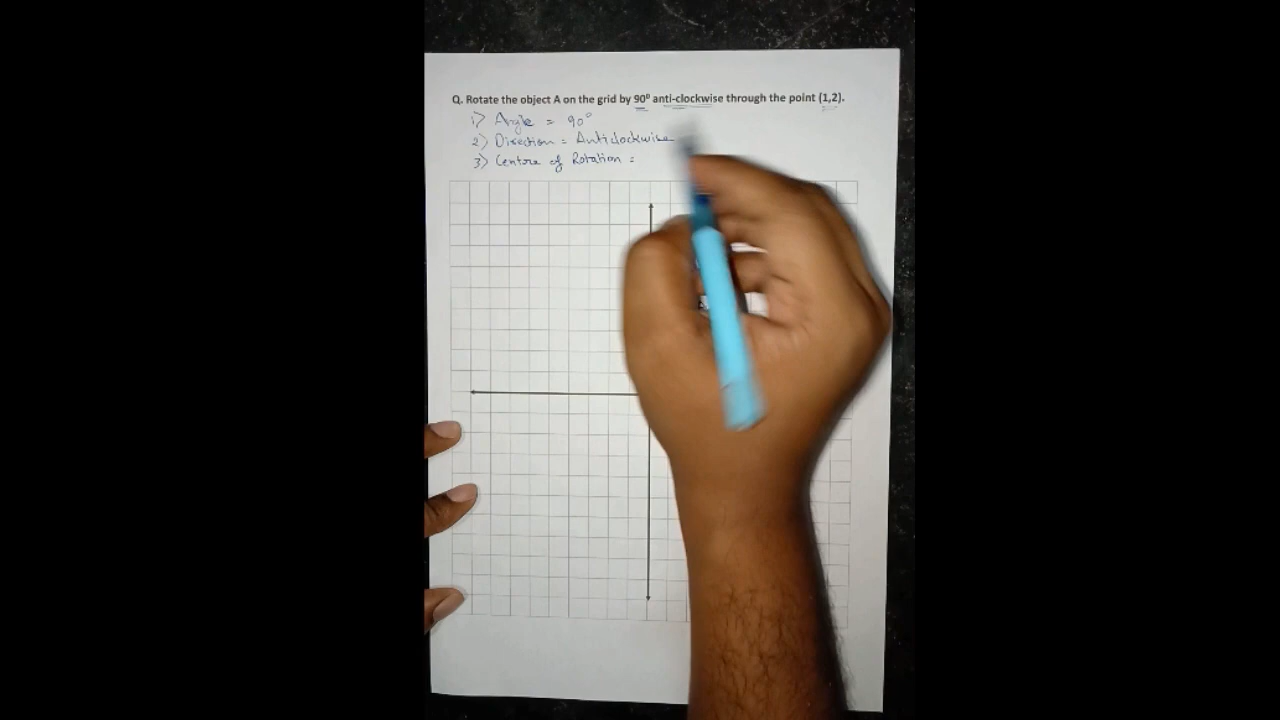 Q. Rotate the object A on the grid by 90⁰ anti-clockwise through the point (1,2).
1) Angle = 90°
2) Direction = Anticlockwise
3) Centre of Rotation =